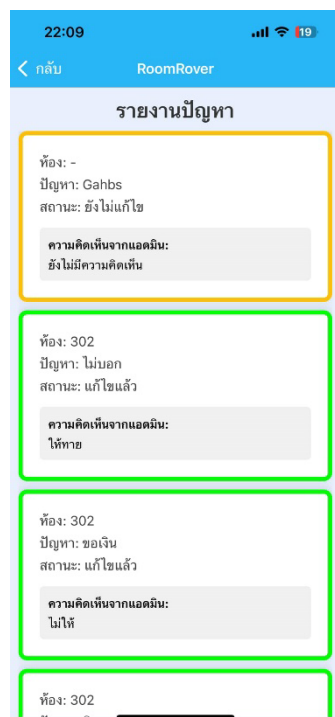 22:09
19
กลับ
RoomRover
รายงานปัญหา
ห้อง: -
ปัญหา: Gahbs
สถานะ: ยังไม่แก้ไข
ความคิดเห็นจากแอดมิน:
ยังไม่มีความคิดเห็น
ห้อง: 302
ปัญหา: ไม่บอก
สถานะ: แก้ไขแล้ว
ความคิดเห็นจากแอดมิน:
ให้ทาย
ห้อง: 302
ปัญหา: ขอเงิน
สถานะ: แก้ไขแล้ว
ความคิดเห็นจากแอดมิน:
ไม่ให้
ห้อง: 302